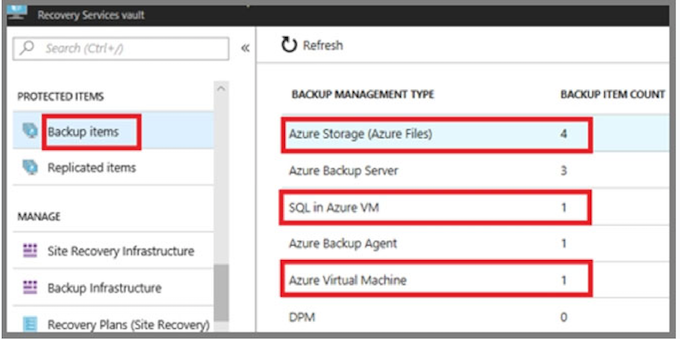 Recovery Services vault
Search (Ctrl+/)
«
Refresh
PROTECTED ITEMS
Backup items
Replicated items
MANAGE
Site Recovery Infrastructure
Backup Infrastructure
Recovery Plans (Site Recovery)
BACKUP MANAGEMENT TYPE BACKUP ITEM COUNT
Azure Storage (Azure Files) 4
Azure Backup Server 3
SQL in Azure VM 1
Azure Backup Agent 1
Azure Virtual Machine 1
DPM 0